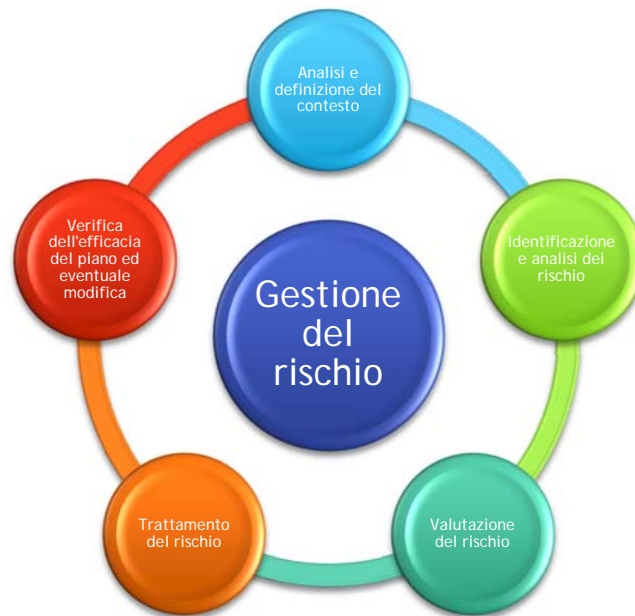 Analisi e
definizione del
contesto
Identificazione
e analisi dei
rischio
Valutazione
del rischio
Trattamento
del rischio
Verifica
dell'efficacia
del piano ed
eventuale
modifica
Gestione
del
rischio